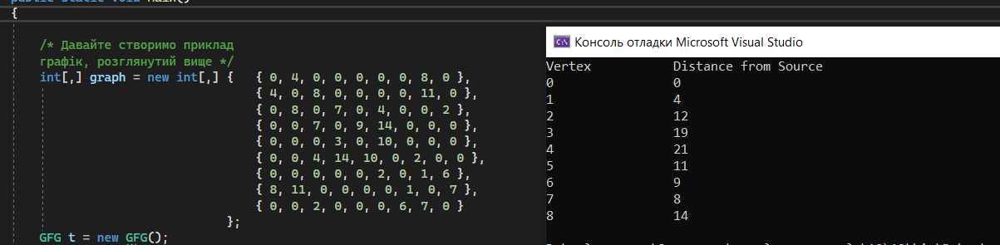 public static void Main()
{
/* Давайте створимо приклад
графік, розглянутий вище */
int[,] graph = new int[,] { { 0, 4, 0, 0, 0, 0, 0, 8, 0 },
{ 4, 0, 8, 0, 0, 0, 0, 11, 0 },
{ 0, 8, 0, 7, 0, 4, 0, 0, 2 },
{ 0, 0, 7, 0, 9, 14, 0, 0, 0 },
{ 0, 0, 0, 3, 0, 10, 0, 0, 0 },
{ 0, 0, 4, 14, 10, 0, 2, 0, 0 },
{ 0, 0, 0, 0, 0, 2, 0, 1, 6 },
{ 8, 11, 0, 0, 0, 0, 1, 0, 7 },
{ 0, 0, 2, 0, 0, 0, 6, 7, 0 }
};
GFG t = new GFG();
Консоль отладки Microsoft Visual Studio
Vertex Distance from Source
0 0
1 4
2 12
3 19
4 21
5 11
6 9
7 8
8 14